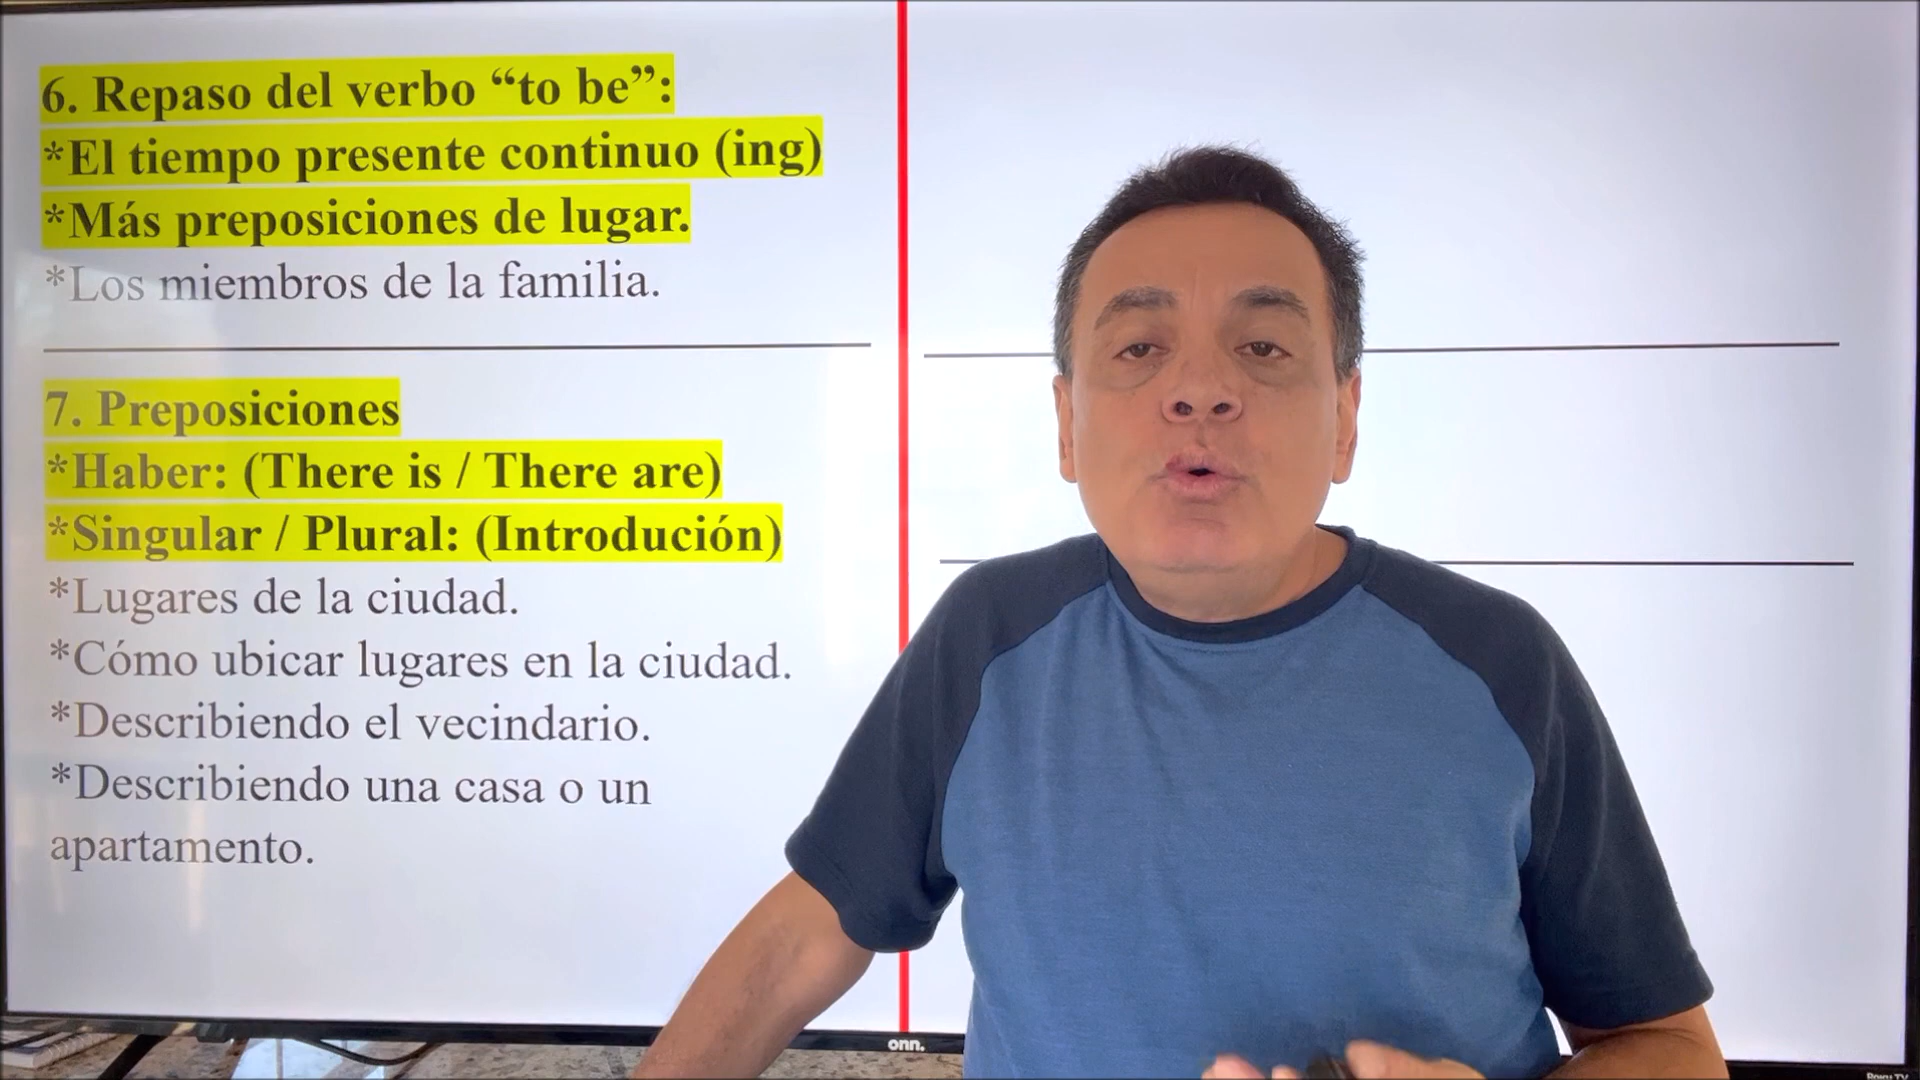 6. Repaso del verbo “to be”:
*El tiempo presente continuo (ing)
*Más preposiciones de lugar.
*Los miembros de la familia.
7. Preposiciones
*Haber: (There is / There are)
*Singular / Plural: (Introdución)
*Lugares de la ciudad.
*Cómo ubicar lugares en la ciudad.
*Describiendo el vecindario.
*Describiendo una casa o un
apartamento.
onn.
Roku TV